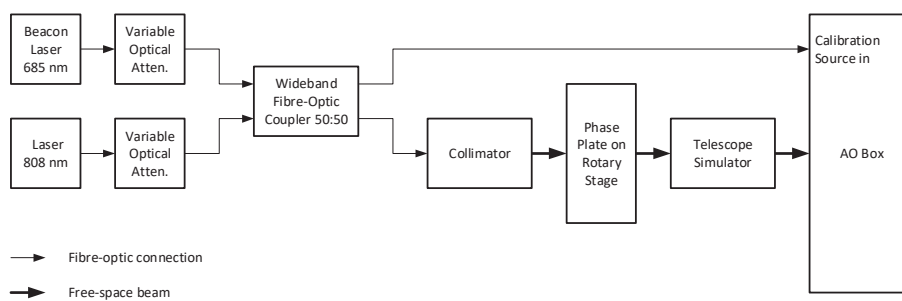 Beacon
Laser
685 nm
Variable
Optical
Atten.
Wideband
Fibre-Optic
Coupler 50:50
Laser
808 nm
Variable
Optical
Atten.
Collimator
Phase
Plate on
Rotary
Stage
Telescope
Simulator
Calibration
Source in
AO Box
Fibre-optic connection
Free-space beam